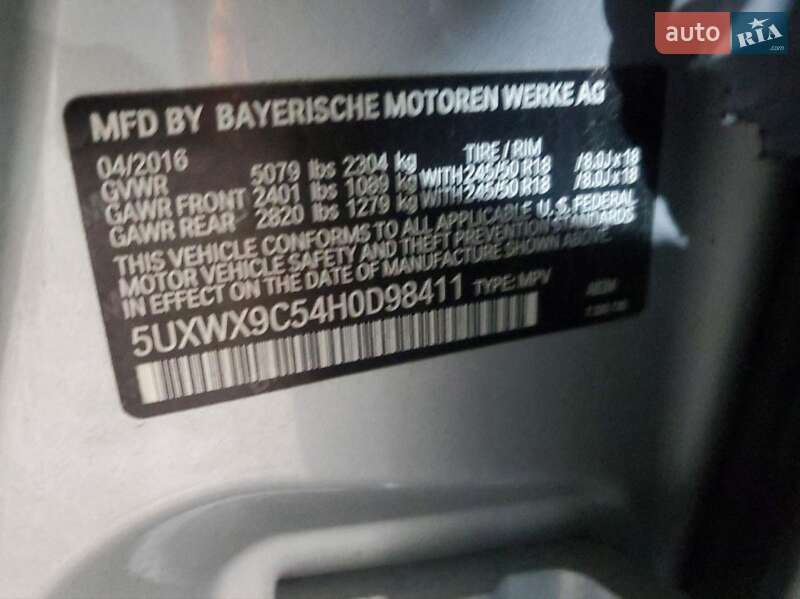 auto RIA .com
MFD BY BAYERISCHE MOTOREN WERKE AG
04/2016 TIRE / RIM
GVWR 5079 lbs 2304 kg
GAWR FRONT 2401 lbs 1089 kg WITH 245/50 R18 /8.0J x 18
GAWR REAR 2820 lbs 1279 kg WITH 245/50 R18 /8.0J x 18
THIS VEHICLE CONFORMS TO ALL APPLICABLE U.S. FEDERAL
MOTOR VEHICLE SAFETY AND THEFT PREVENTION STANDARDS
IN EFFECT ON THE DATE OF MANUFACTURE SHOWN ABOVE.
5UXWX9C54H0D98411 TYPE: MPV